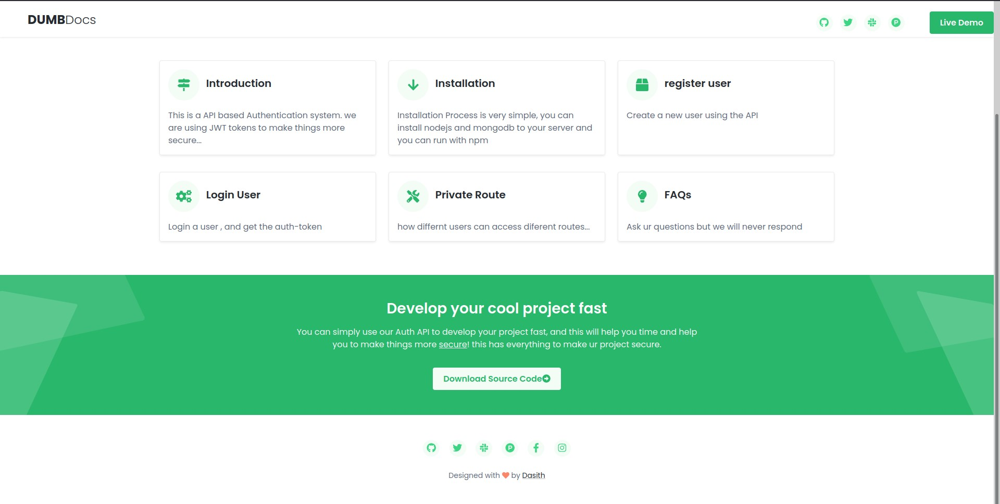 DUMBDocs
Live Demo
Introduction
This is a API based Authentication system. we
are using JWT tokens to make things more
secure...
Installation
Installation Process is very simple, you can
install nodejs and mongodb to your server and
you can run with npm
register user
Create a new user using the API
Login User
Login a user , and get the auth-token
Private Route
how differnt users can access diferent routes...
FAQs
Ask ur questions but we will never respond
Develop your cool project fast
You can simply use our Auth API to develop your project fast, and this will help you time and help
you to make things more secure! this has everything to make ur project secure.
Download Source Code
Designed with by Dasith